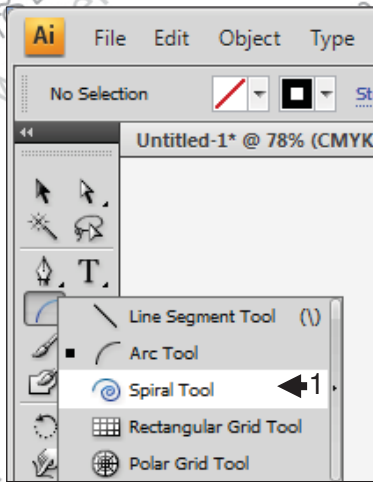 Ai File Edit Object Type
No Selection St
Untitled-1* @ 78% (CMYK
T
Line Segment Tool (\)
Arc Tool
Spiral Tool 1
Rectangular Grid Tool
Polar Grid Tool